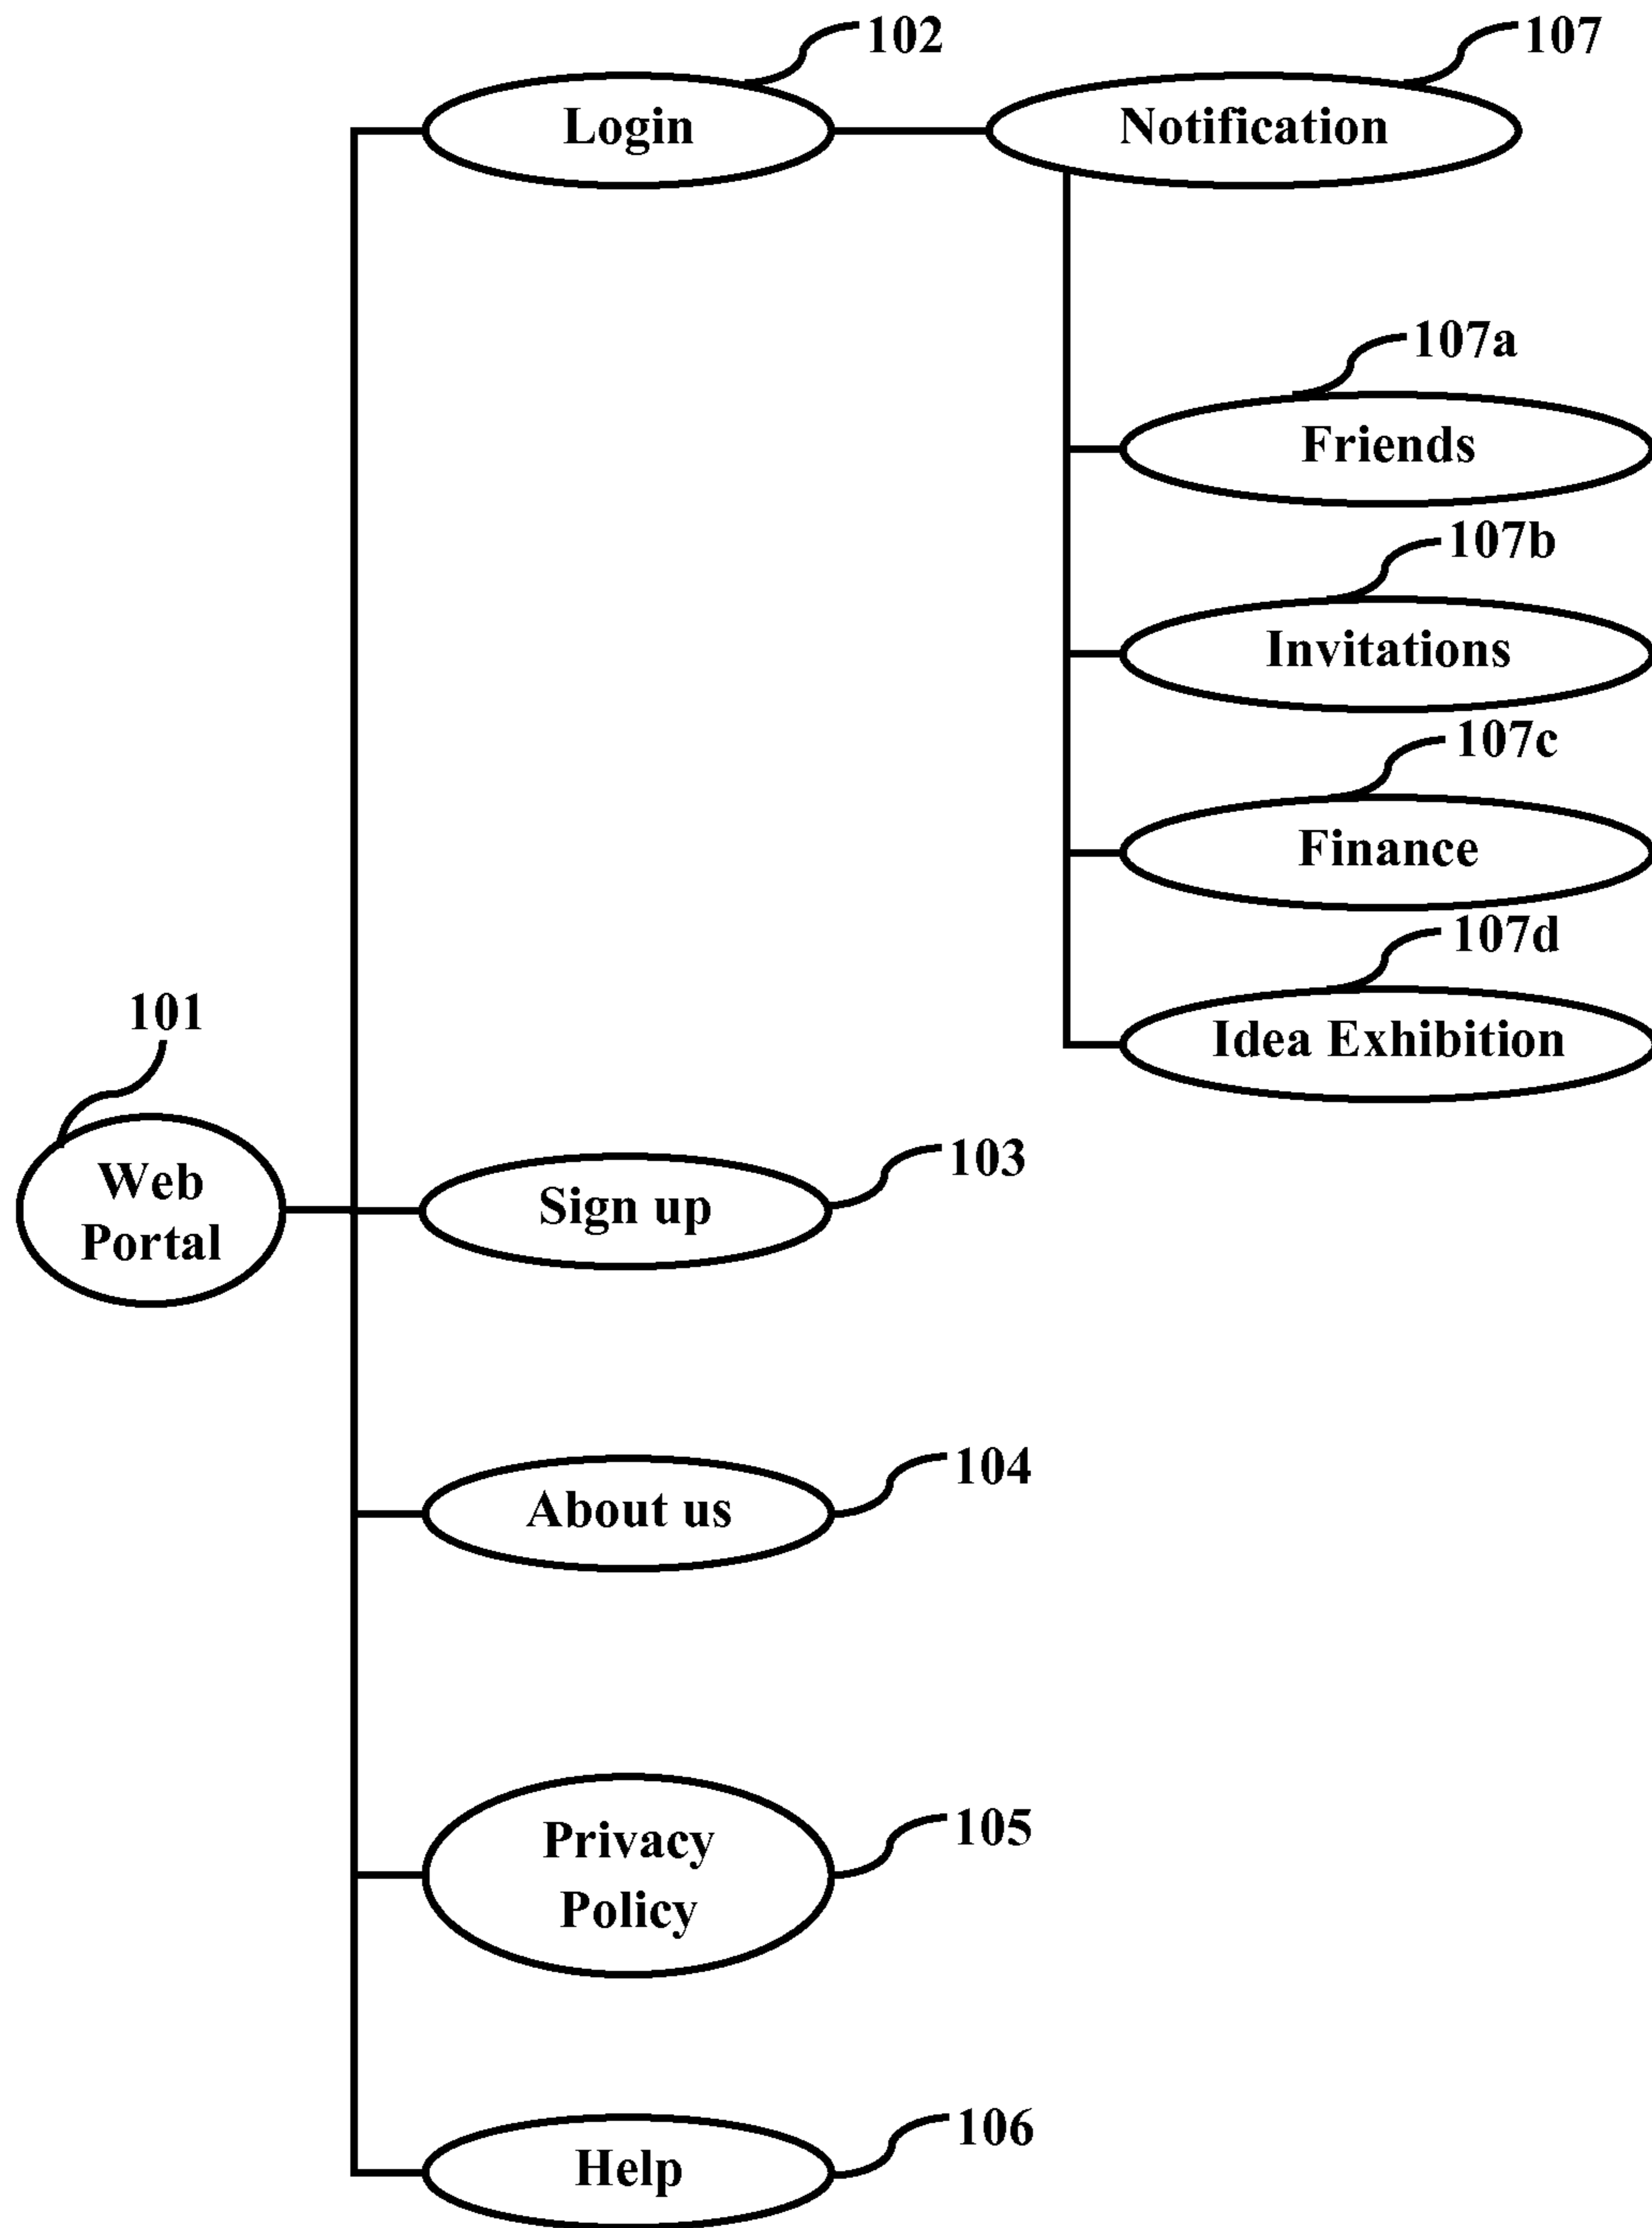 102
107
Login
Notification
107a
Friends
107b
Invitations
107c
Finance
107d
Idea Exhibition
101
Web
Portal
103
Sign up
104
About us
105
Privacy
Policy
106
Help